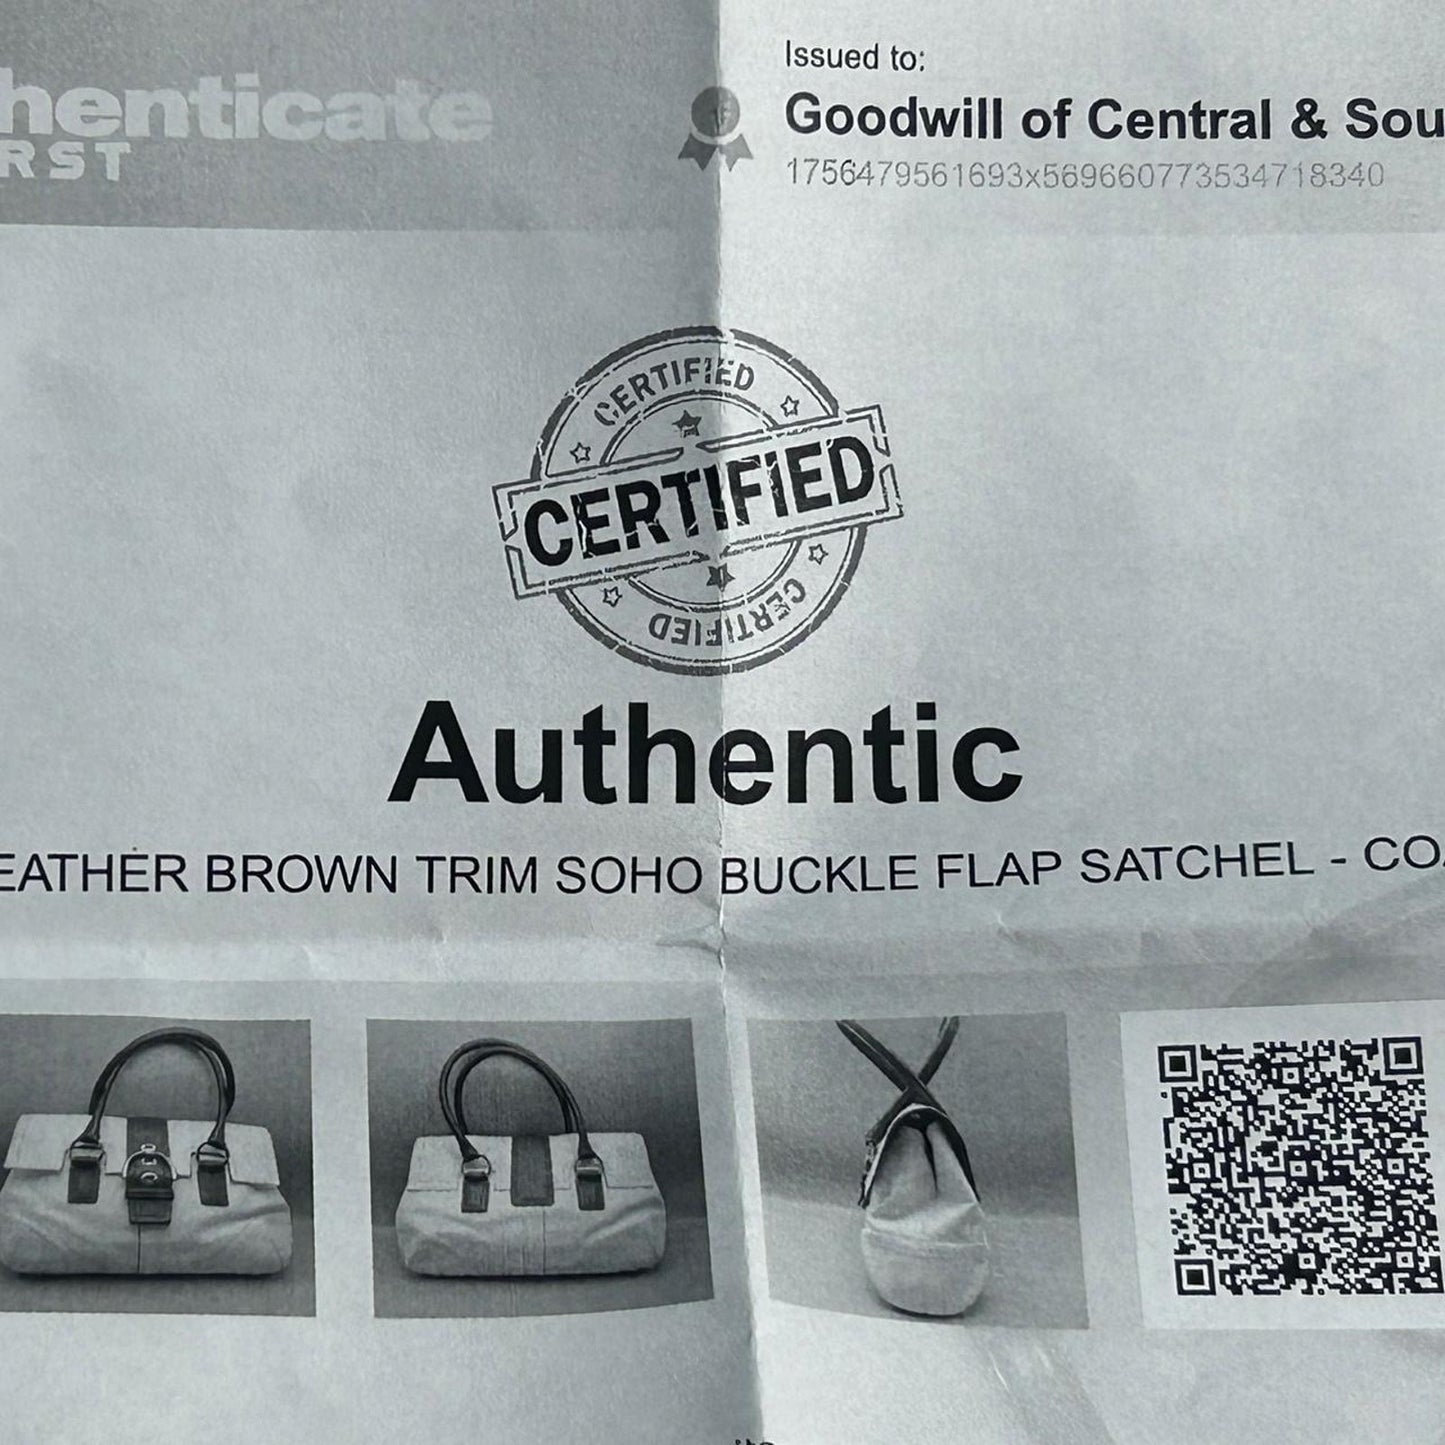 henticate
RST
Issued to:
Goodwill of Central & Sou
1756479561693x569660773534718340
CERTIFIED
CERTIFIED
CERTIFIED
Authentic
EATHER BROWN TRIM SOHO BUCKLE FLAP SATCHEL - CO